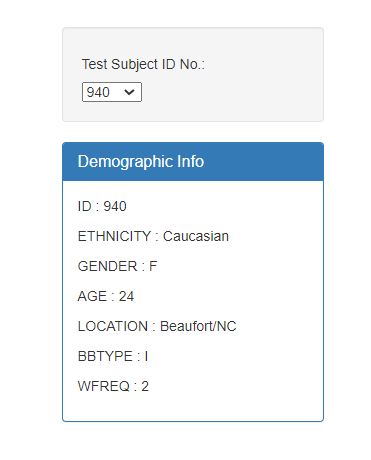 Test Subject ID No.:
940
Demographic Info
ID : 940
ETHNICITY : Caucasian
GENDER : F
AGE : 24
LOCATION : Beaufort/NC
BBTYPE : I
WFREQ : 2